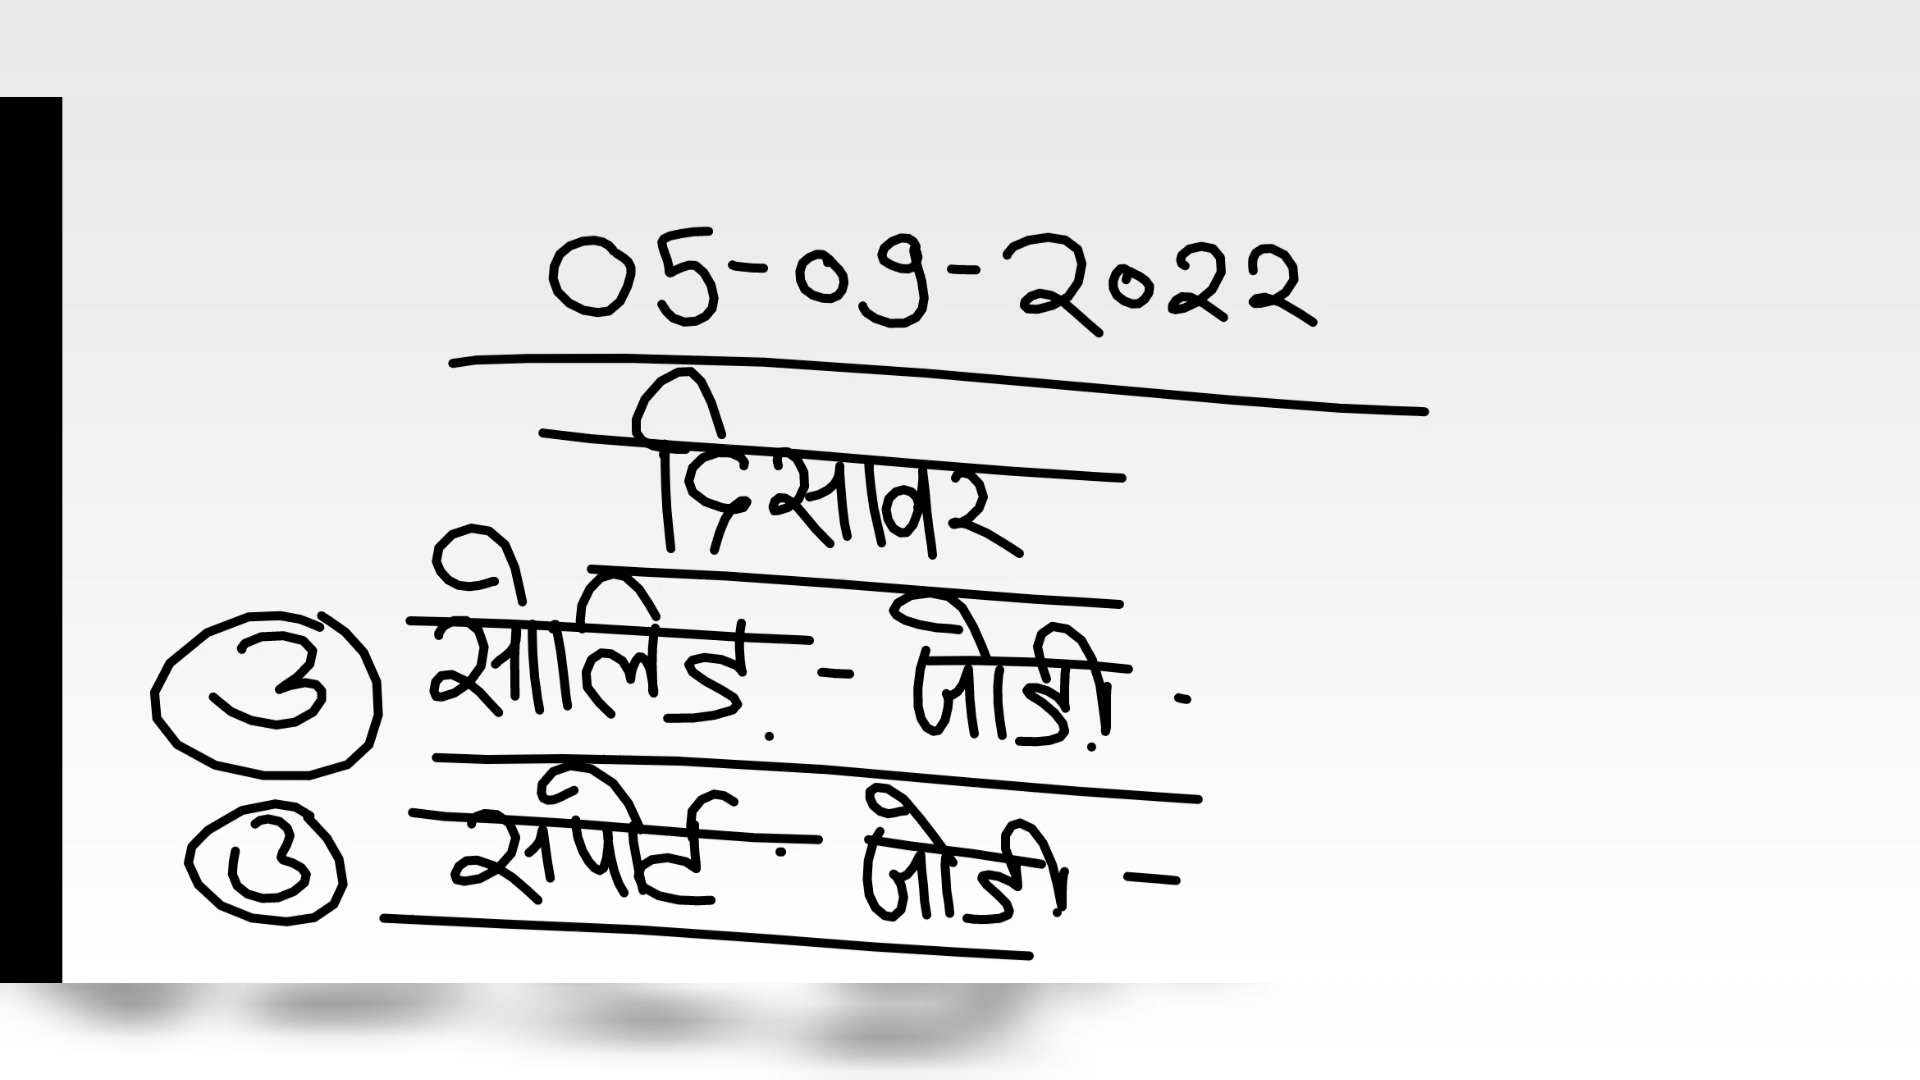 05-09-2022
दिसावर
3 सोलिड - जोड़ी -
3 सपोर्ट जोड़ी -